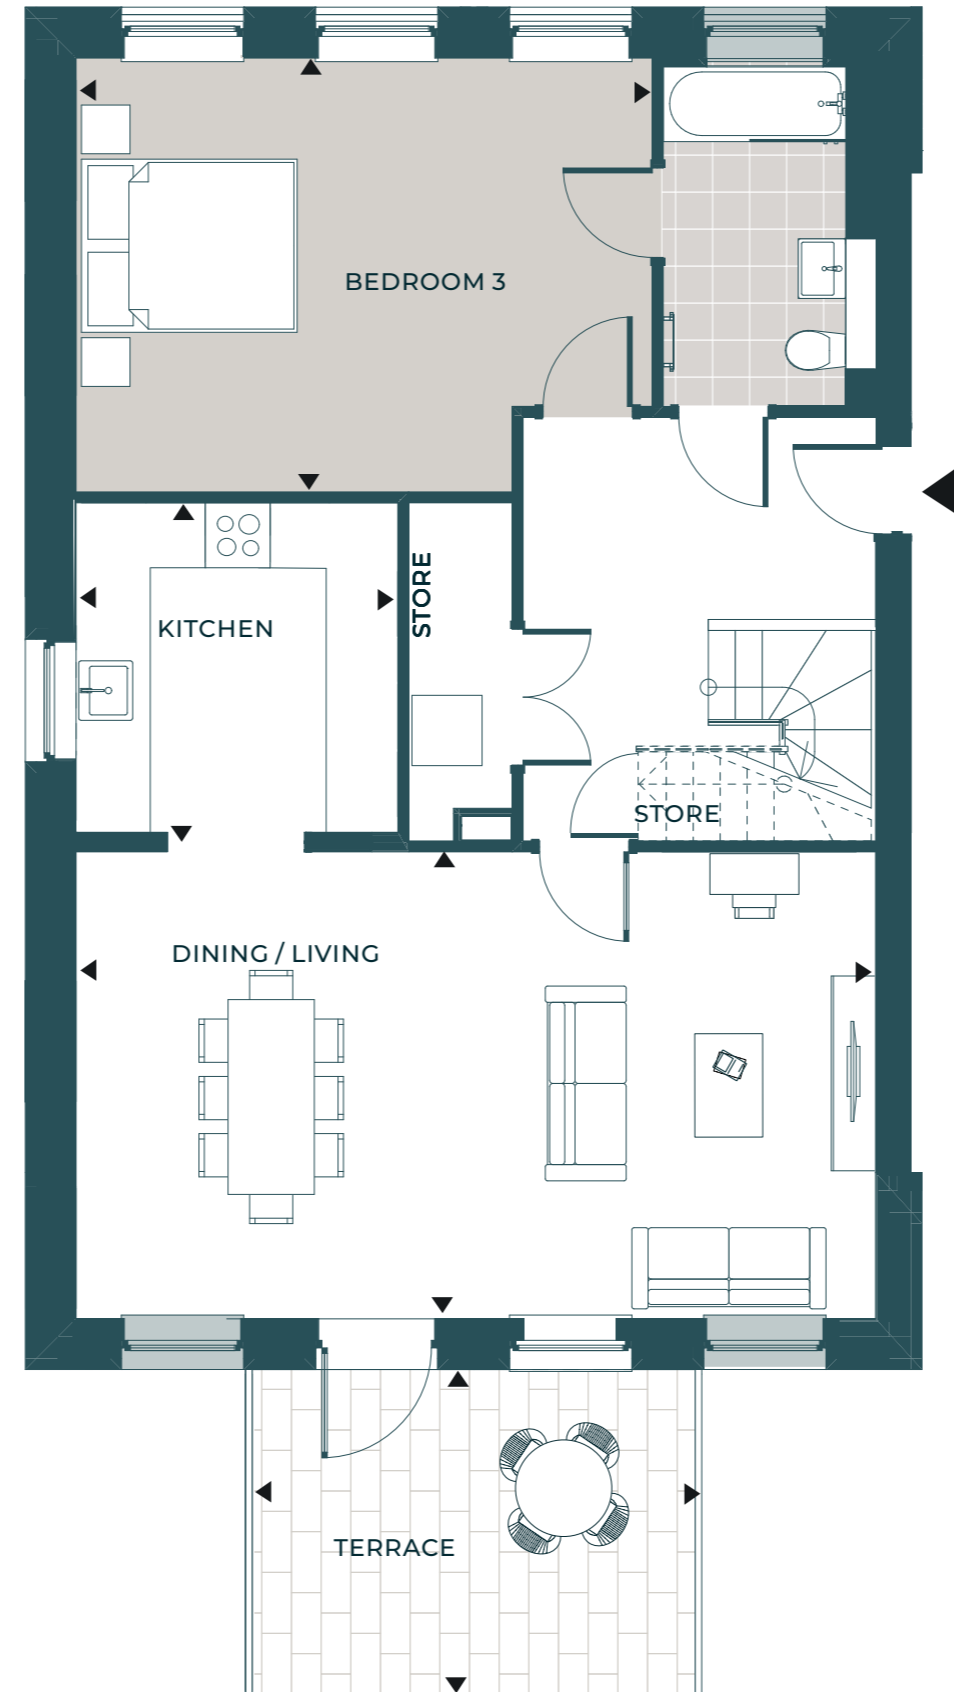 BEDROOM 3
STORE
KITCHEN
STORE
DINING / LIVING
TERRACE